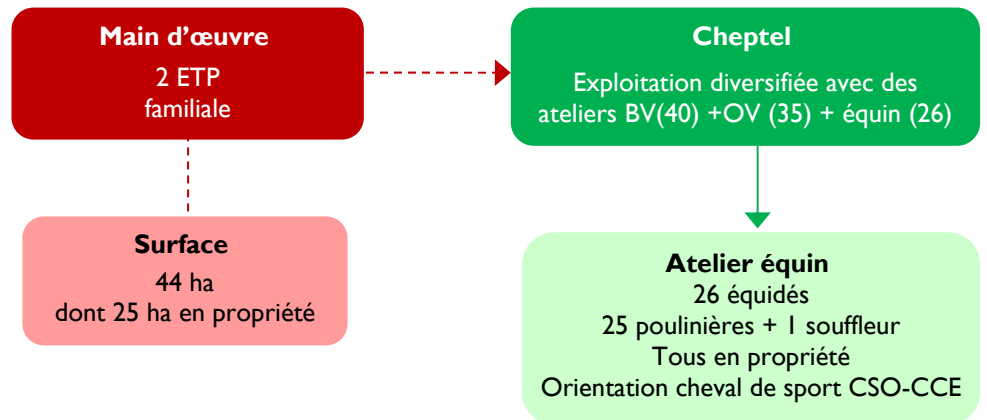 Main d’œuvre
2 ETP
familiale
Cheptel
Exploitation diversifiée avec des
ateliers BV(40) +OV (35) + équin (26)
Surface
44 ha
dont 25 ha en propriété
Atelier équin
26 équidés
25 poulinières + 1 souffleur
Tous en propriété
Orientation cheval de sport CSO-CCE